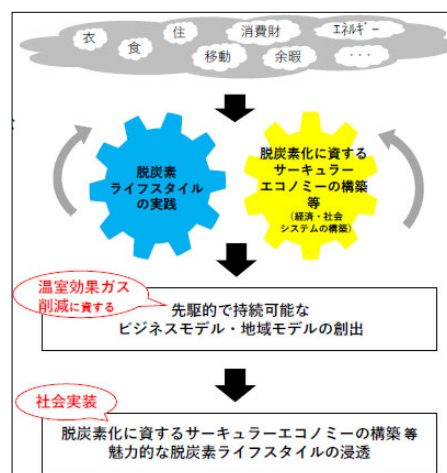 衣
食
住
移動
消費財
余暇
エネルギー
・・・
脱炭素
ライフスタイル
の実践
脱炭素化に資する
サーキュラー
エコノミーの構築
等
(経済・社会
システムの構築)
温室効果ガス
削減に資する
先駆的で持続可能な
ビジネスモデル・地域モデルの創出
社会実装
脱炭素化に資するサーキュラーエコノミーの構築 等
魅力的な脱炭素ライフスタイルの浸透